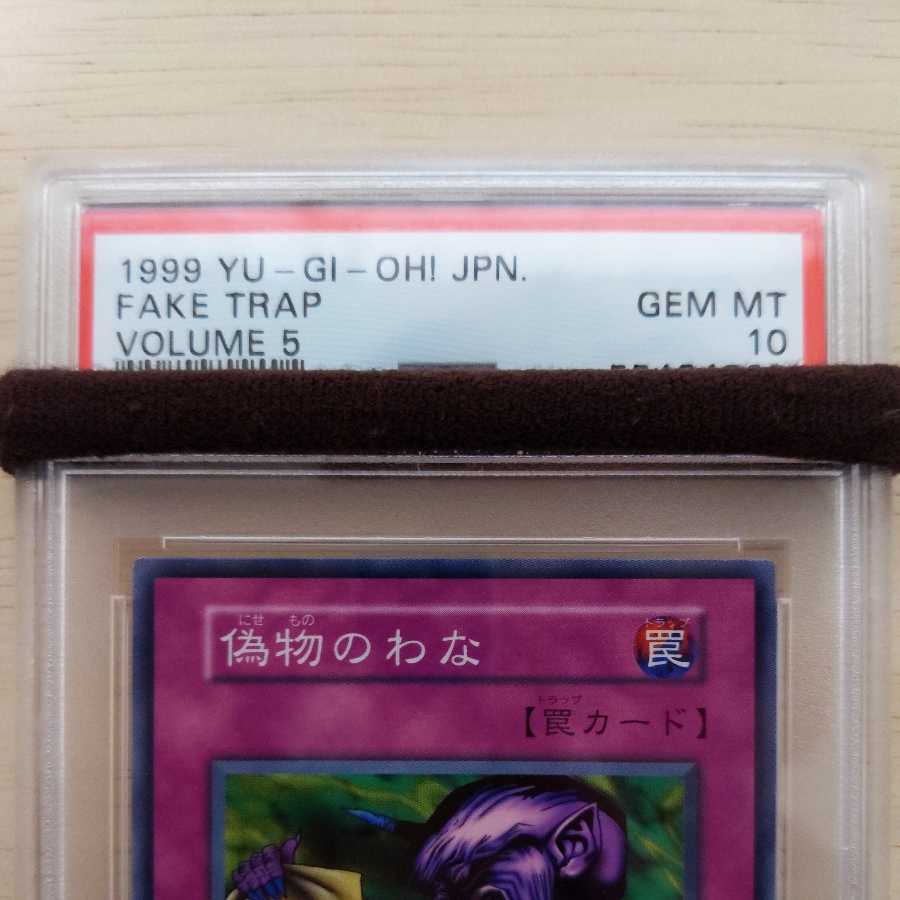 1999 YU-GI-OH! JPN.
FAKE TRAP
GEM MT
VOLUME 5
10
にせ もの
偽物のわな
トラップ
罠
トラップ
【罠カード】